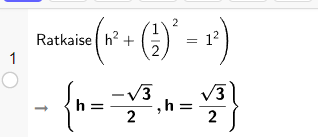 1
Ratkaise(h² + (1/2)² = 1²)
→ {h = -√3/2, h = √3/2}